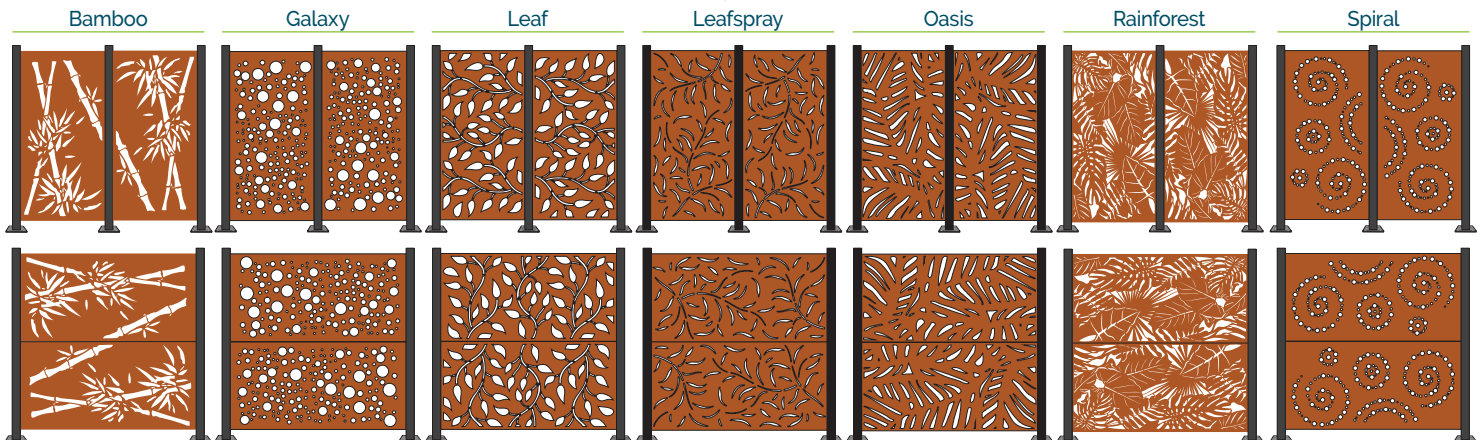 Bamboo
Galaxy
Leaf
Leafspray
Oasis
Rainforest
Spiral